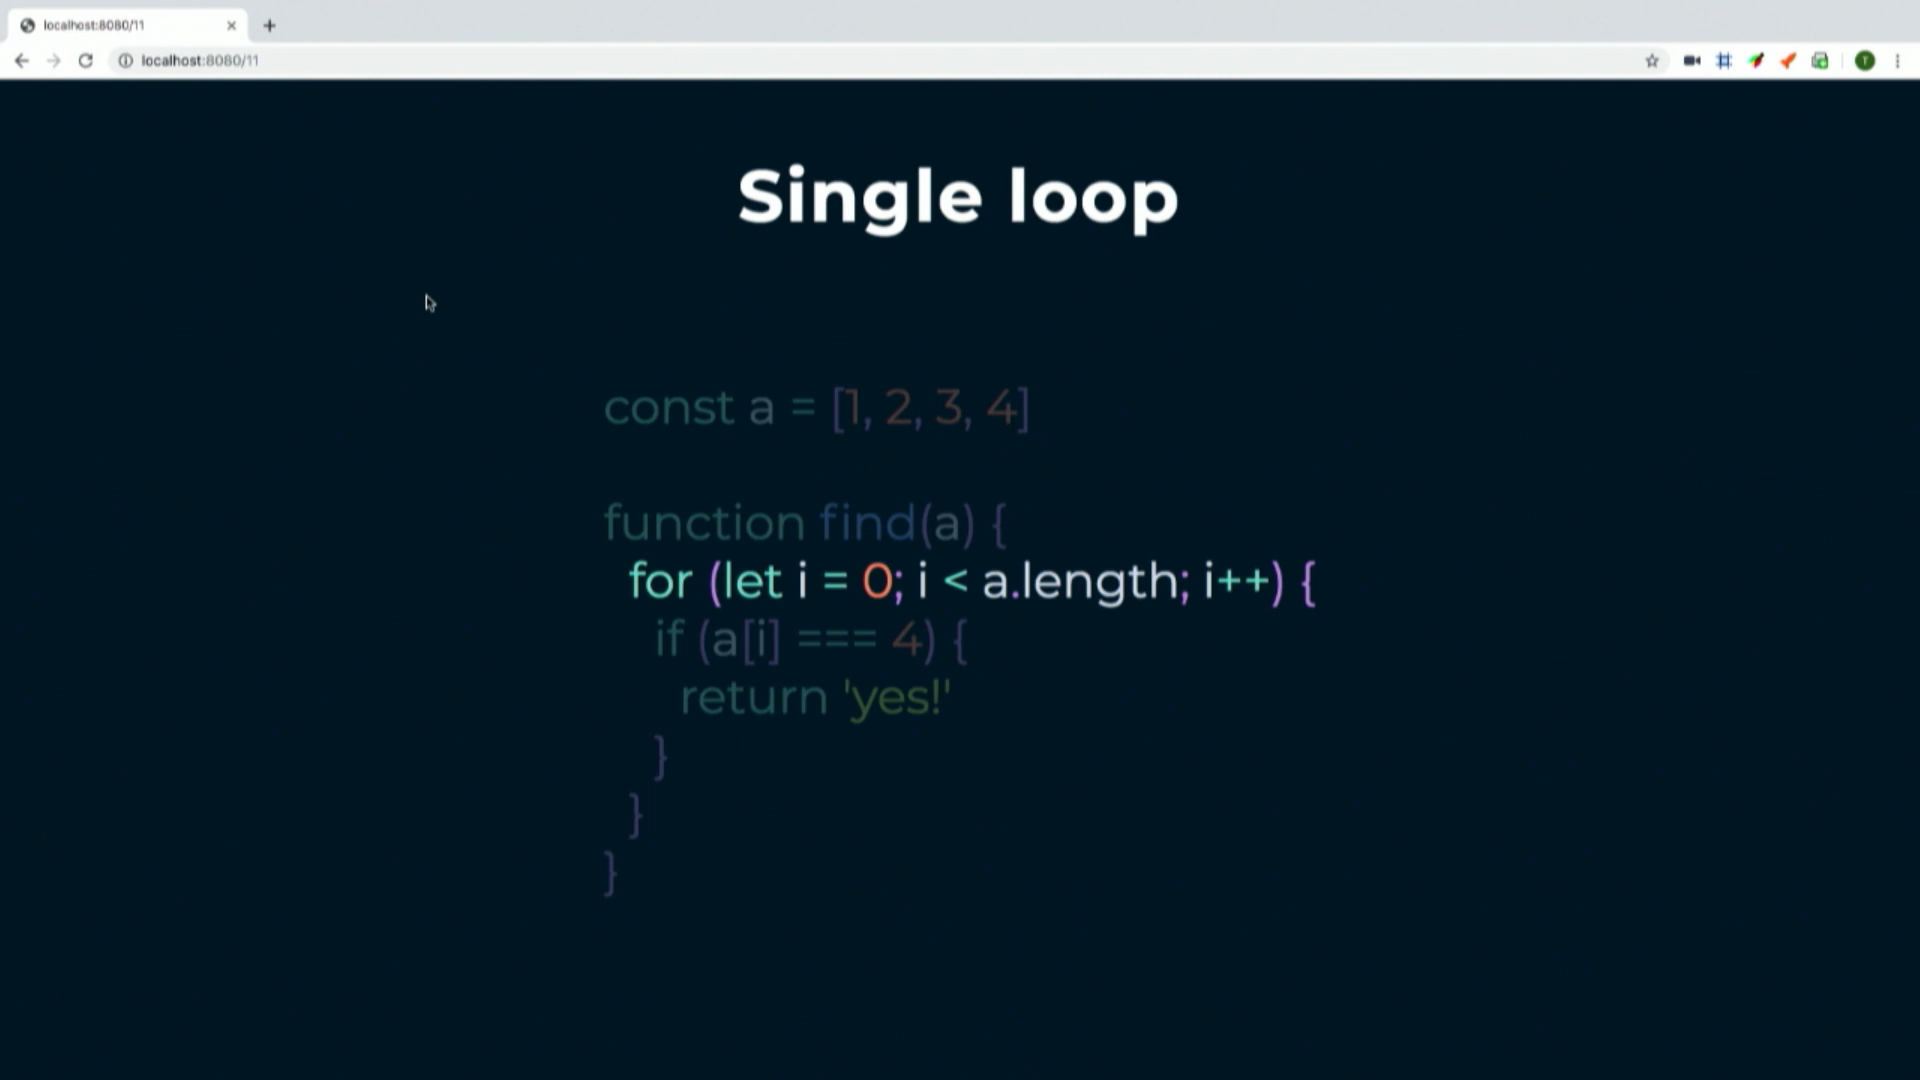 localhost:8080/11
localhost:8080/11
T
Single loop
const a = [1, 2, 3, 4]
function find(a) {
for (let i = 0; i < a.length; i++) {
if (a[i] === 4) {
return 'yes!'
}
}
}